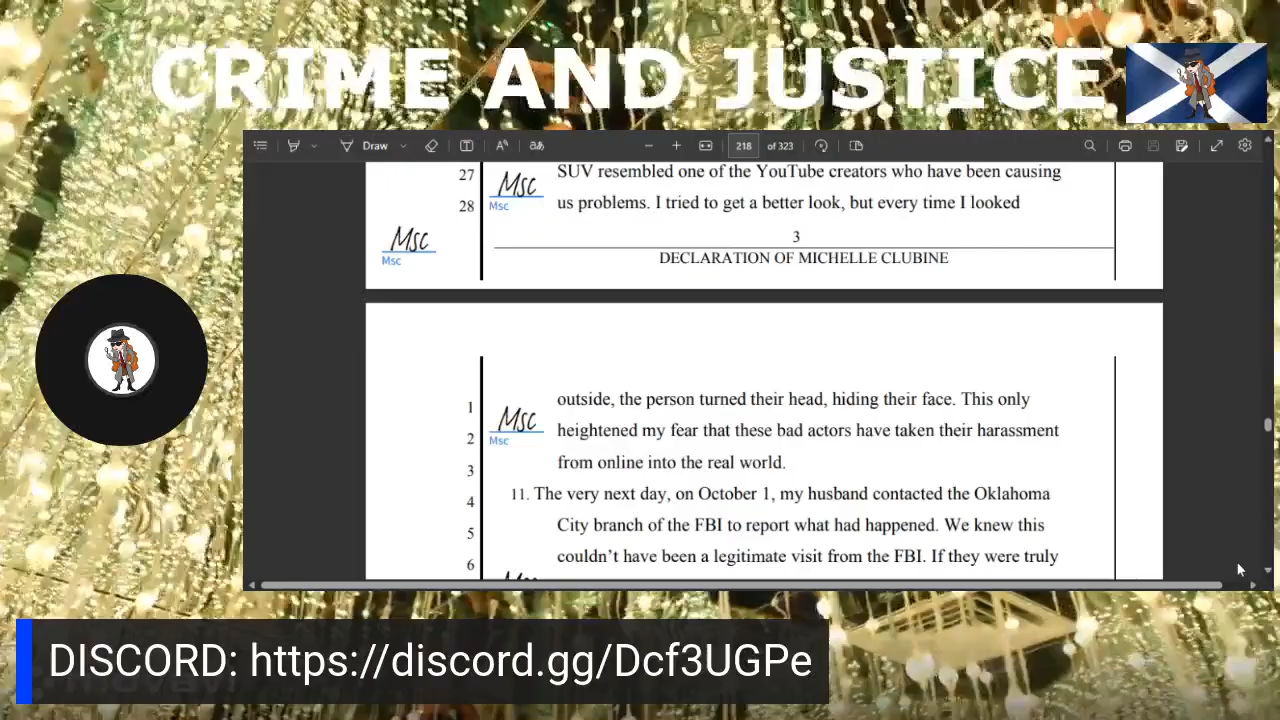 CRIME AND JUSTICE
Draw
218 of 323
27 Msc SUV resembled one of the YouTube creators who have been causing
28 Msc us problems. I tried to get a better look, but every time I looked
Msc
Msc
3
DECLARATION OF MICHELLE CLUBINE
1 outside, the person turned their head, hiding their face. This only
Msc
2 Msc heightened my fear that these bad actors have taken their harassment
3 from online into the real world.
4 11. The very next day, on October 1, my husband contacted the Oklahoma
5 City branch of the FBI to report what had happened. We knew this
6 couldn't have been a legitimate visit from the FBI. If they were truly
DISCORD: https://discord.gg/Dcf3UGPe